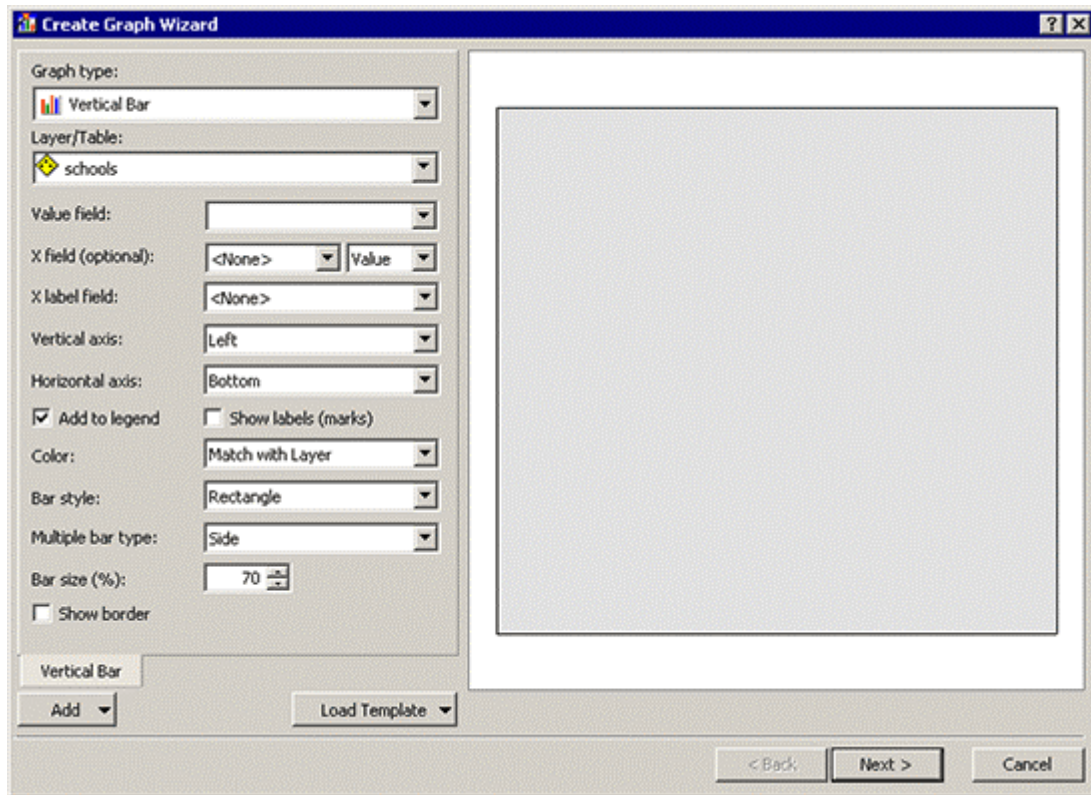 Create Graph Wizard
Graph type:
Vertical Bar
Layer/Table:
schools
Value field:
X field (optional): <None> Value
X label field: <None>
Vertical axis: Left
Horizontal axis: Bottom
Add to legend Show labels (marks)
Color: Match with Layer
Bar style: Rectangle
Multiple bar type: Side
Bar size (%): 70
Show border
Vertical Bar
Add Load Template
< Back Next > Cancel